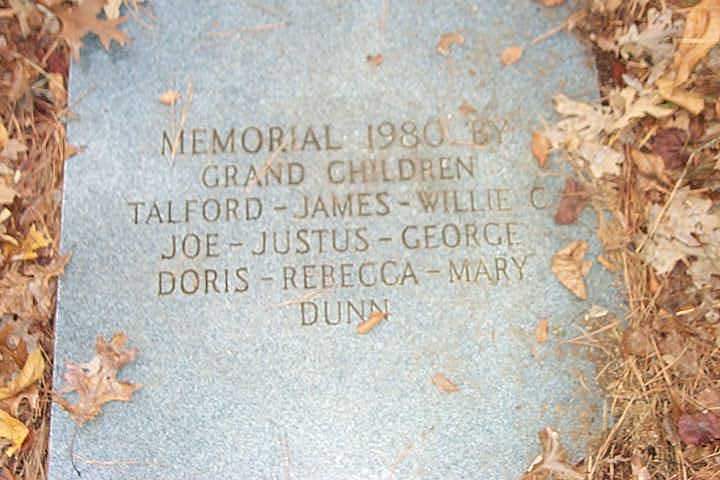 MEMORIAL 1980 BY
GRAND CHILDREN
TALFORD - JAMES - WILLIE C.
JOE - JUSTUS - GEORGE
DORIS - REBECCA - MARY
DUNN